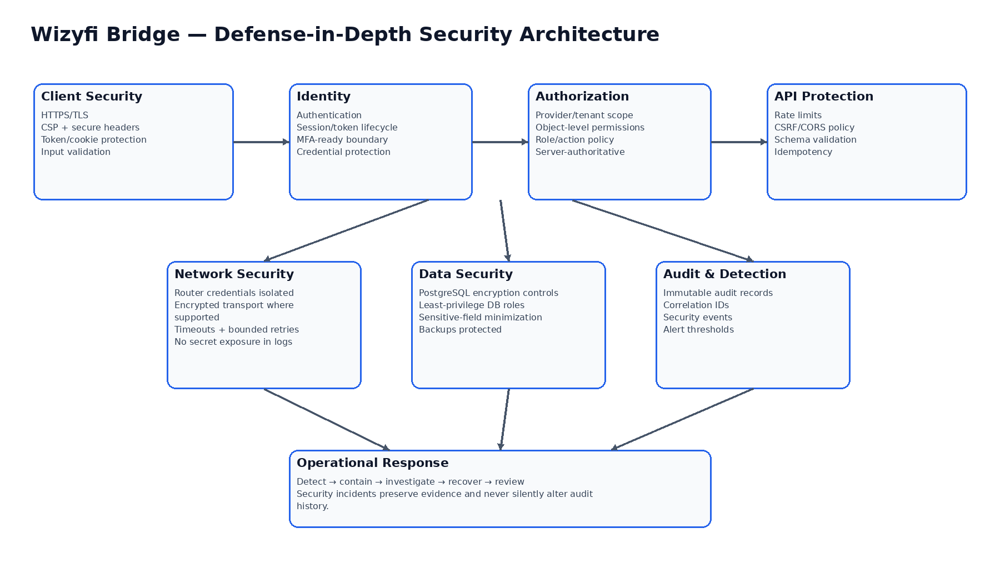 Wizyfi Bridge — Defense-in-Depth Security Architecture
Client Security
HTTPS/TLS
CSP + secure headers
Token/cookie protection
Input validation
Identity
Authentication
Session/token lifecycle
MFA-ready boundary
Credential protection
Authorization
Provider/tenant scope
Object-level permissions
Role/action policy
Server-authoritative
API Protection
Rate limits
CSRF/CORS policy
Schema validation
Idempotency
Network Security
Router credentials isolated
Encrypted transport where
supported
Timeouts + bounded retries
No secret exposure in logs
Data Security
PostgreSQL encryption controls
Least-privilege DB roles
Sensitive-field minimization
Backups protected
Audit & Detection
Immutable audit records
Correlation IDs
Security events
Alert thresholds
Operational Response
Detect → contain → investigate → recover → review
Security incidents preserve evidence and never silently alter audit
history.